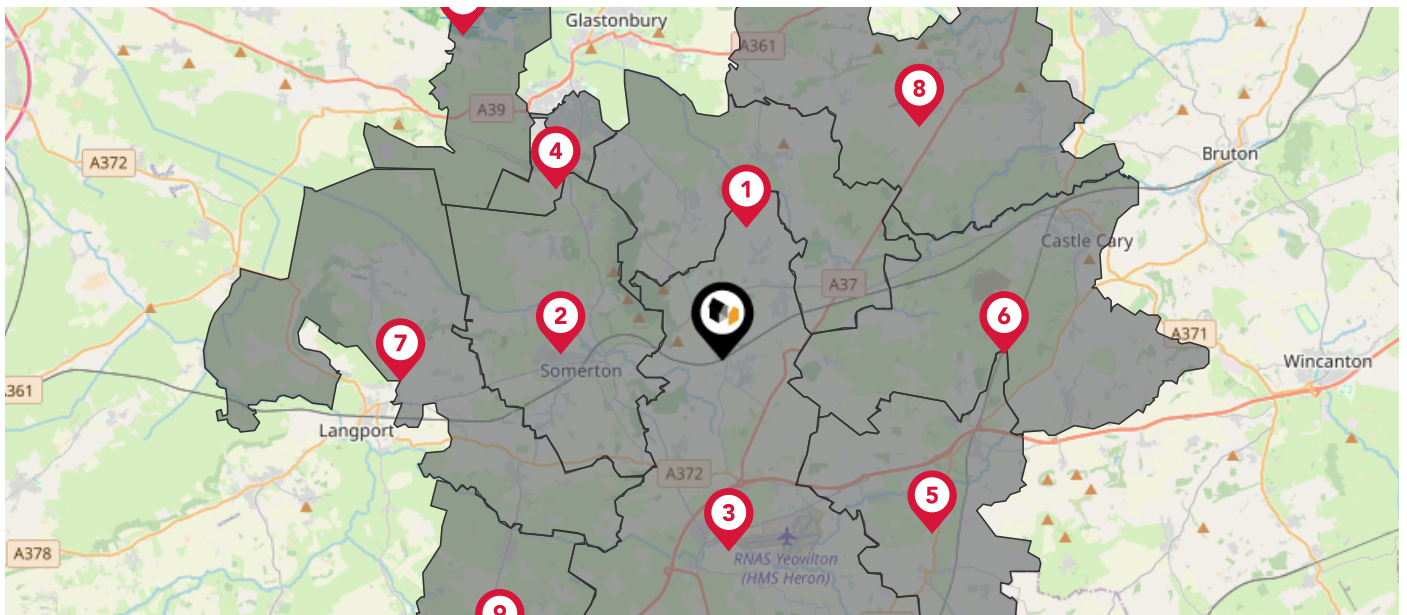 Glastonbury
A361
8
A39
4
A372
Bruton
1
Castle Cary
A37
2
6
7
A371
Wincanton
Somerton
.361
Langport
A372
5
3
A378
RNAS Yeovilton
(HMS Heron)